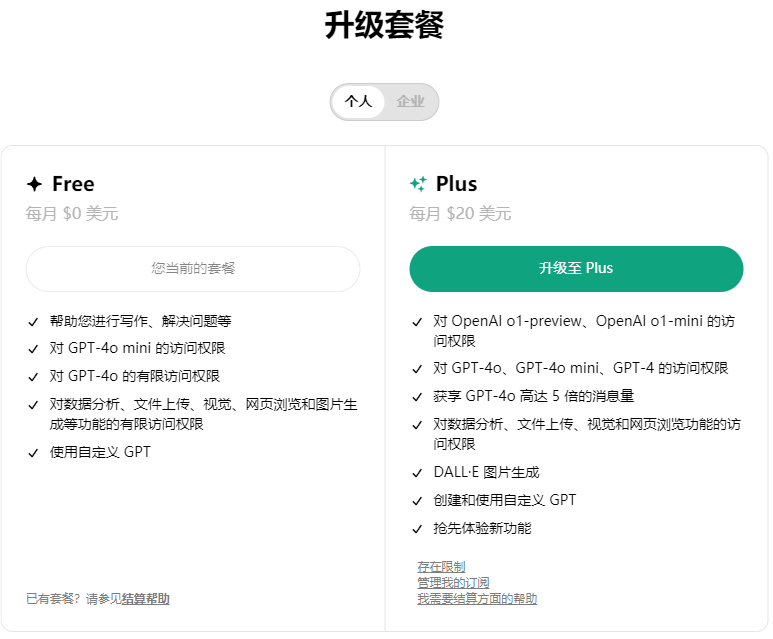 升级套餐
个人
企业
Free
每月 $0 美元
您当前的套餐
帮助您进行写作、解决问题等
对 GPT-4o mini 的访问权限
对 GPT-4o 的有限访问权限
对数据分析、文件上传、视觉、网页浏览和图片生
成等功能的有限访问权限
使用自定义 GPT
已有套餐？请参见结算帮助
Plus
每月 $20 美元
升级至 Plus
对 OpenAI o1-preview、OpenAI o1-mini 的访
问权限
对 GPT-4o、GPT-4o mini、GPT-4 的访问权限
获享 GPT-4o 高达 5 倍的消息量
对数据分析、文件上传、视觉和网页浏览功能的访
问权限
DALL·E 图片生成
创建和使用自定义 GPT
抢先体验新功能
存在限制
管理我的订阅
我需要结算方面的帮助